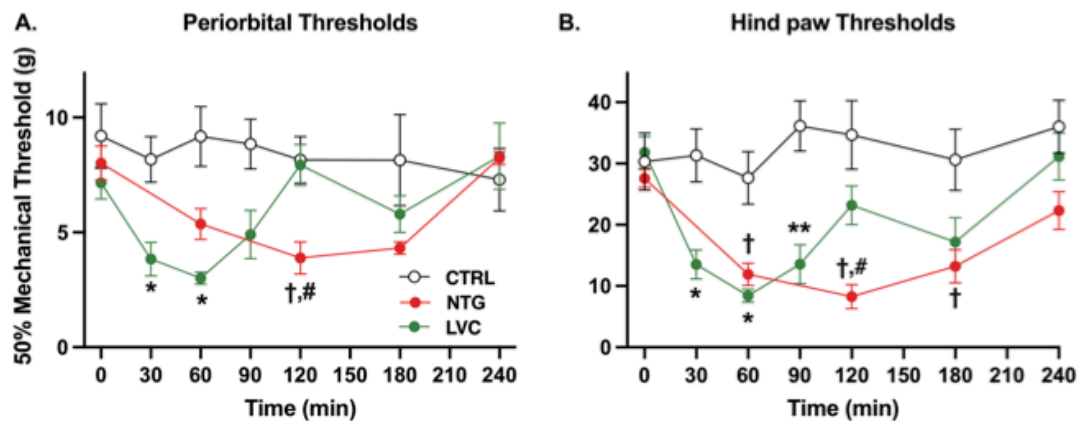 A. Periorbital Thresholds
B. Hind paw Thresholds
50% Mechanical Threshold (g)
10
5
0
*
*
†,#
CTRL
NTG
LVC
0 30 60 90 120 150 180 210 240
Time (min)
40
30
20
10
0
*
†
*
**
†,#
†
0 30 60 90 120 150 180 210 240
Time (min)